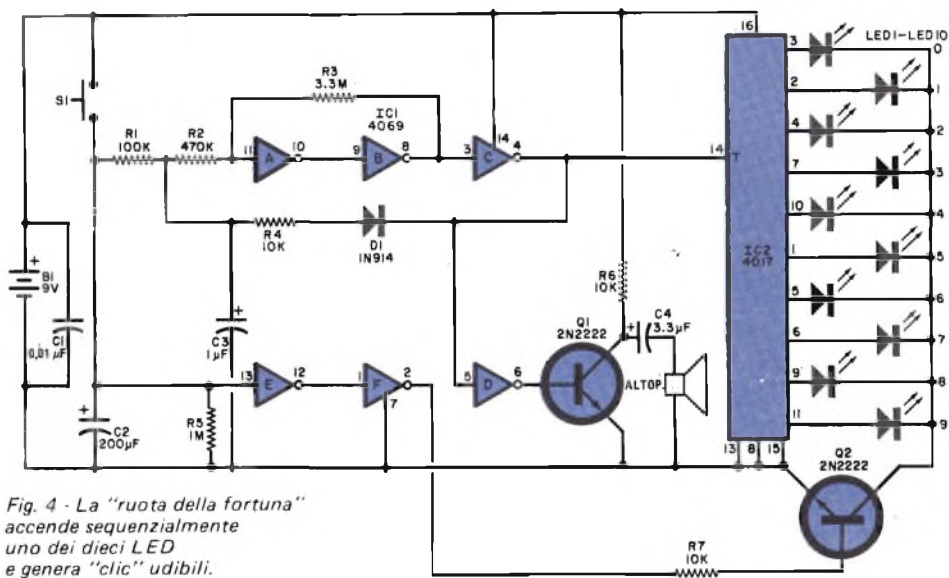 S1
B1
9V
C1
0,01 µF
C2
200µF
R1
100K
R2
470K
R3
3.3M
IC1
4069
11 A 10
9 B 8
3 C 4
14
R4
10K
D1
1N914
C3
1µF
R5
1M
13 E 12
1 F 2
7
5 D 6
R6
10K
Q1
2N2222
C4
3.3µF
ALTOP.
R7
10K
Q2
2N2222
16
14 T
IC2
4017
13 8 15
LED1-LED10
3 0
2 1
4 2
7 3
10 4
1 5
5 6
6 7
9 8
11 9
Fig. 4 - La "ruota della fortuna"
accende sequenzialmente
uno dei dieci LED
e genera "clic" udibili.